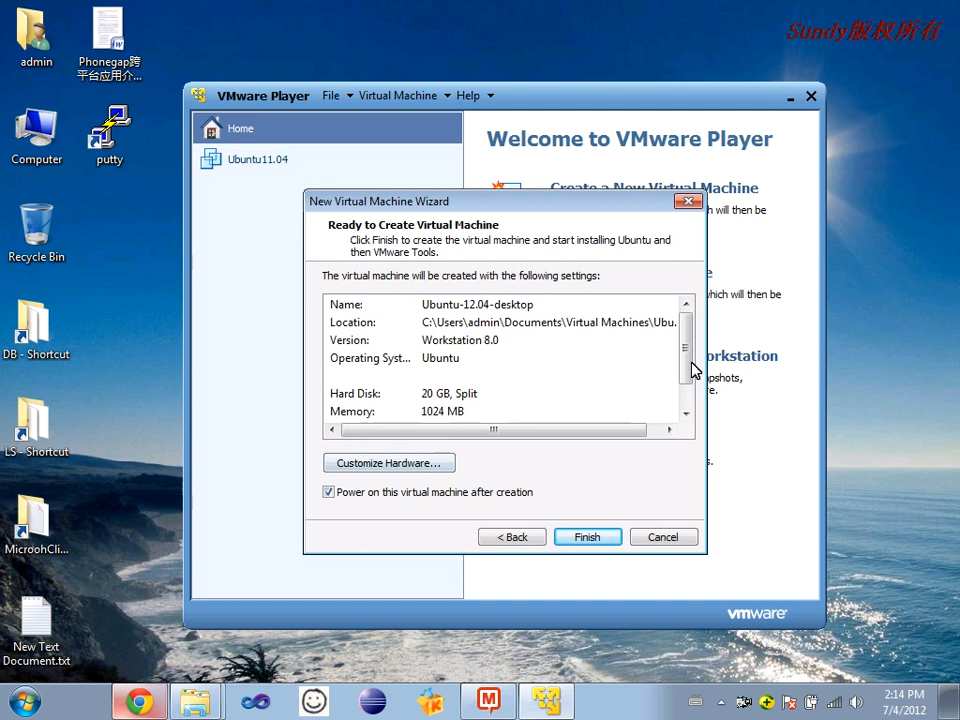 Sundy版权所有
admin
Phonegap跨
平台应用介...
Computer
putty
Recycle Bin
DB - Shortcut
LS - Shortcut
MicroohCli...
New Text
Document.txt
VMware Player File Virtual Machine Help
Home
Ubuntu11.04
Welcome to VMware Player
Create a New Virtual Machine
which will then be
which will then be
orkstation
apshots,
re.
s.
New Virtual Machine Wizard
Ready to Create Virtual Machine
Click Finish to create the virtual machine and start installing Ubuntu and
then VMware Tools.
The virtual machine will be created with the following settings:
Name: Ubuntu-12.04-desktop
Location: C:\Users\admin\Documents\Virtual Machines\Ubu.
Version: Workstation 8.0
Operating Syst... Ubuntu
Hard Disk: 20 GB, Split
Memory: 1024 MB
Customize Hardware...
Power on this virtual machine after creation
< Back Finish Cancel
vmware
2:14 PM
7/4/2012